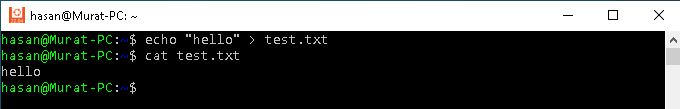 hasan@Murat-PC: ~
hasan@Murat-PC:~$ echo "hello" > test.txt
hasan@Murat-PC:~$ cat test.txt
hello
hasan@Murat-PC:~$